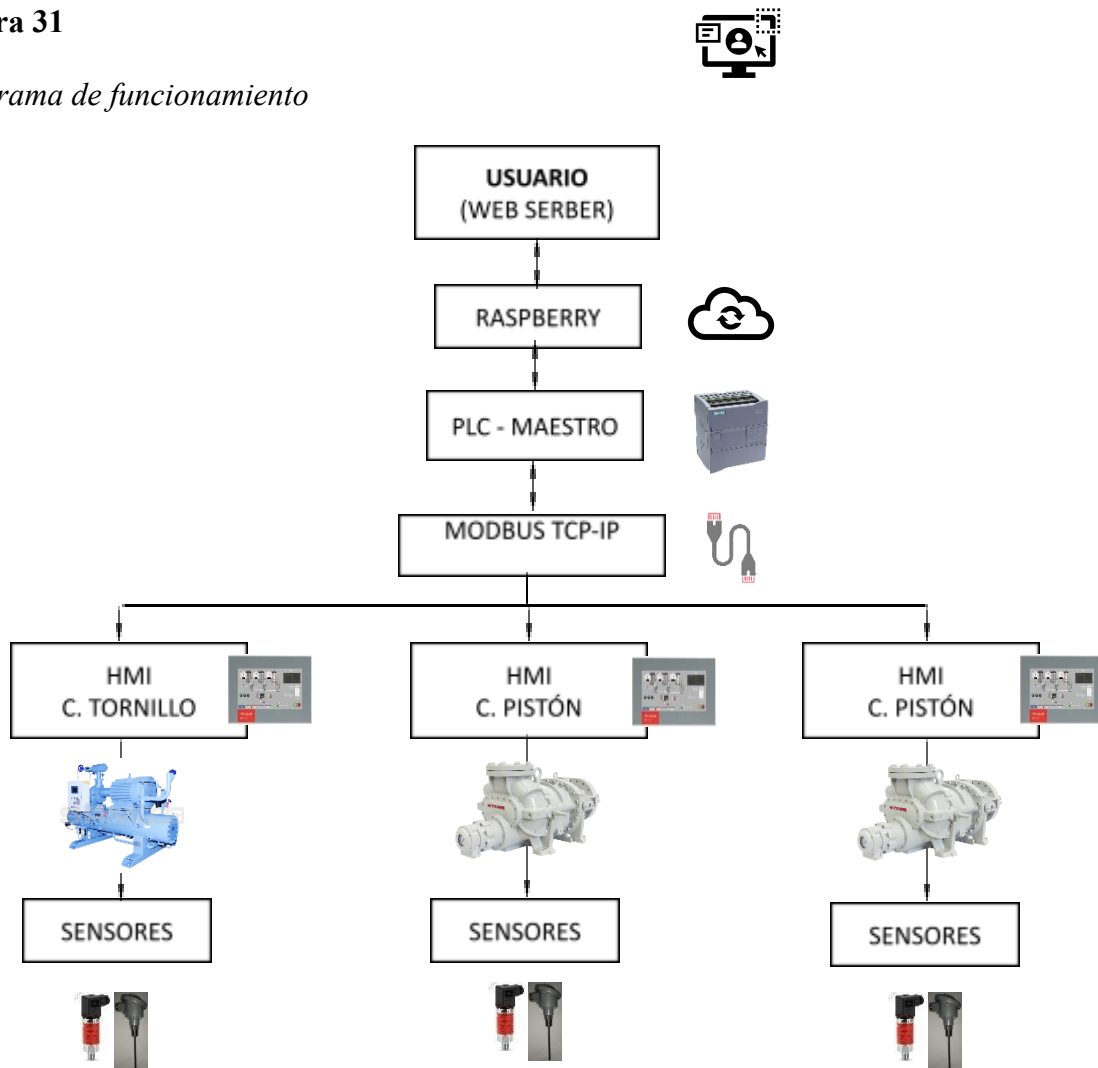 ra 31
rama de funcionamiento
USUARIO
(WEB SERBER)
RASPBERRY
PLC - MAESTRO
MODBUS TCP-IP
HMI
C. TORNILLO
HMI
C. PISTÓN
HMI
C. PISTÓN
SENSORES
SENSORES
SENSORES